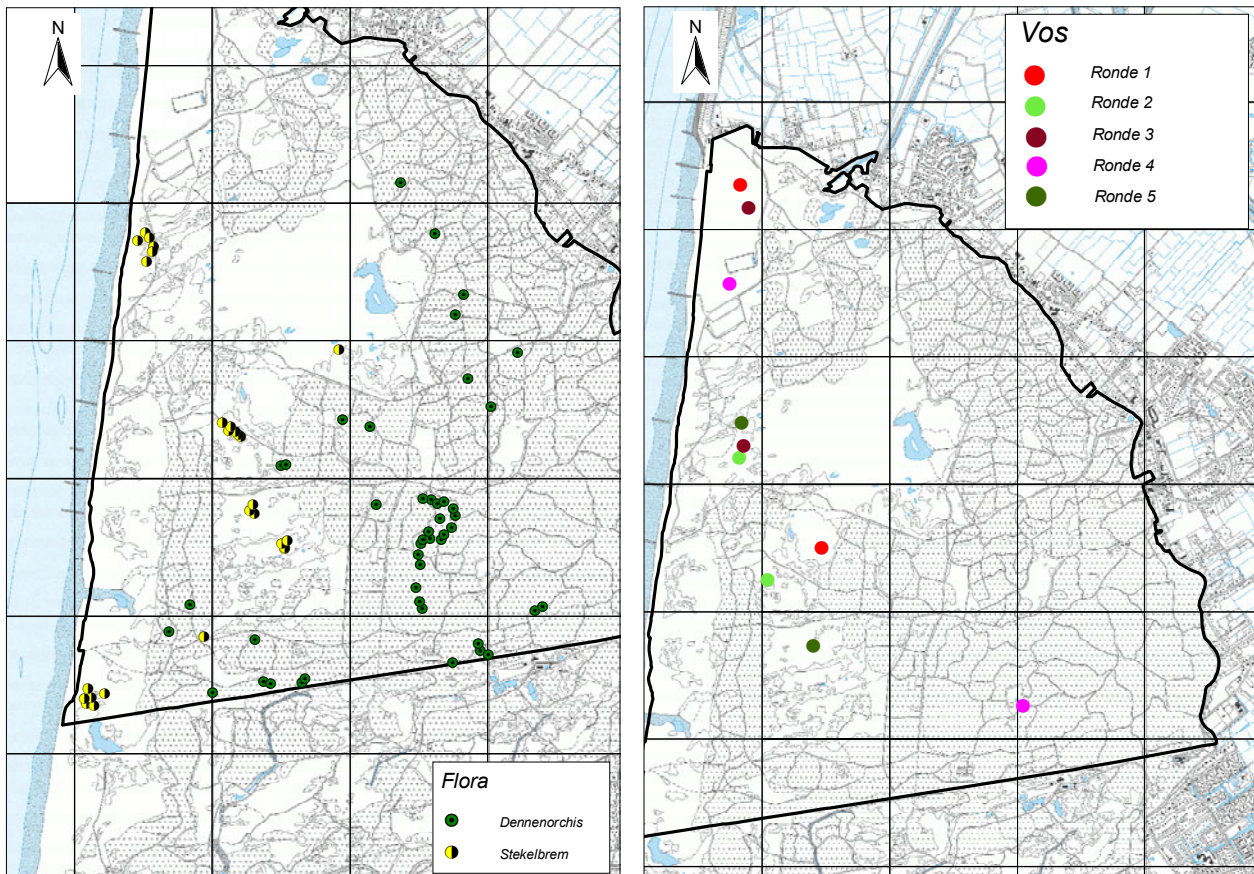 N
Flora
Dennenorchis
Stekelbrem
N
Vos
Ronde 1
Ronde 2
Ronde 3
Ronde 4
Ronde 5